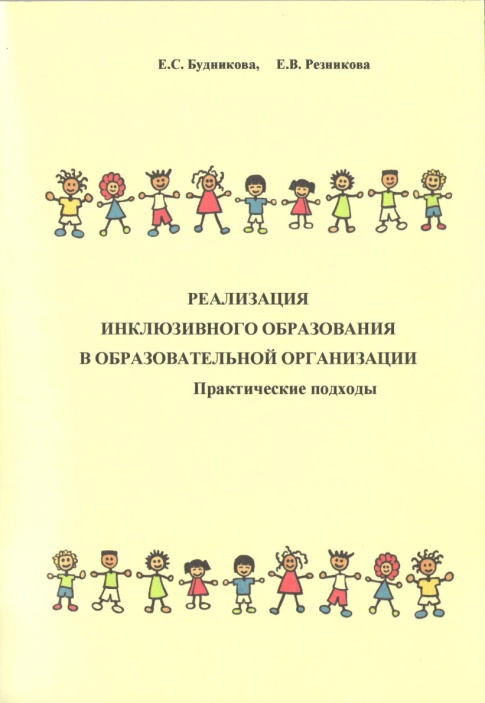 Е.С. Будникова, Е.В. Резникова
РЕАЛИЗАЦИЯ
ИНКЛЮЗИВНОГО ОБРАЗОВАНИЯ
В ОБРАЗОВАТЕЛЬНОЙ ОРГАНИЗАЦИИ
Практические подходы